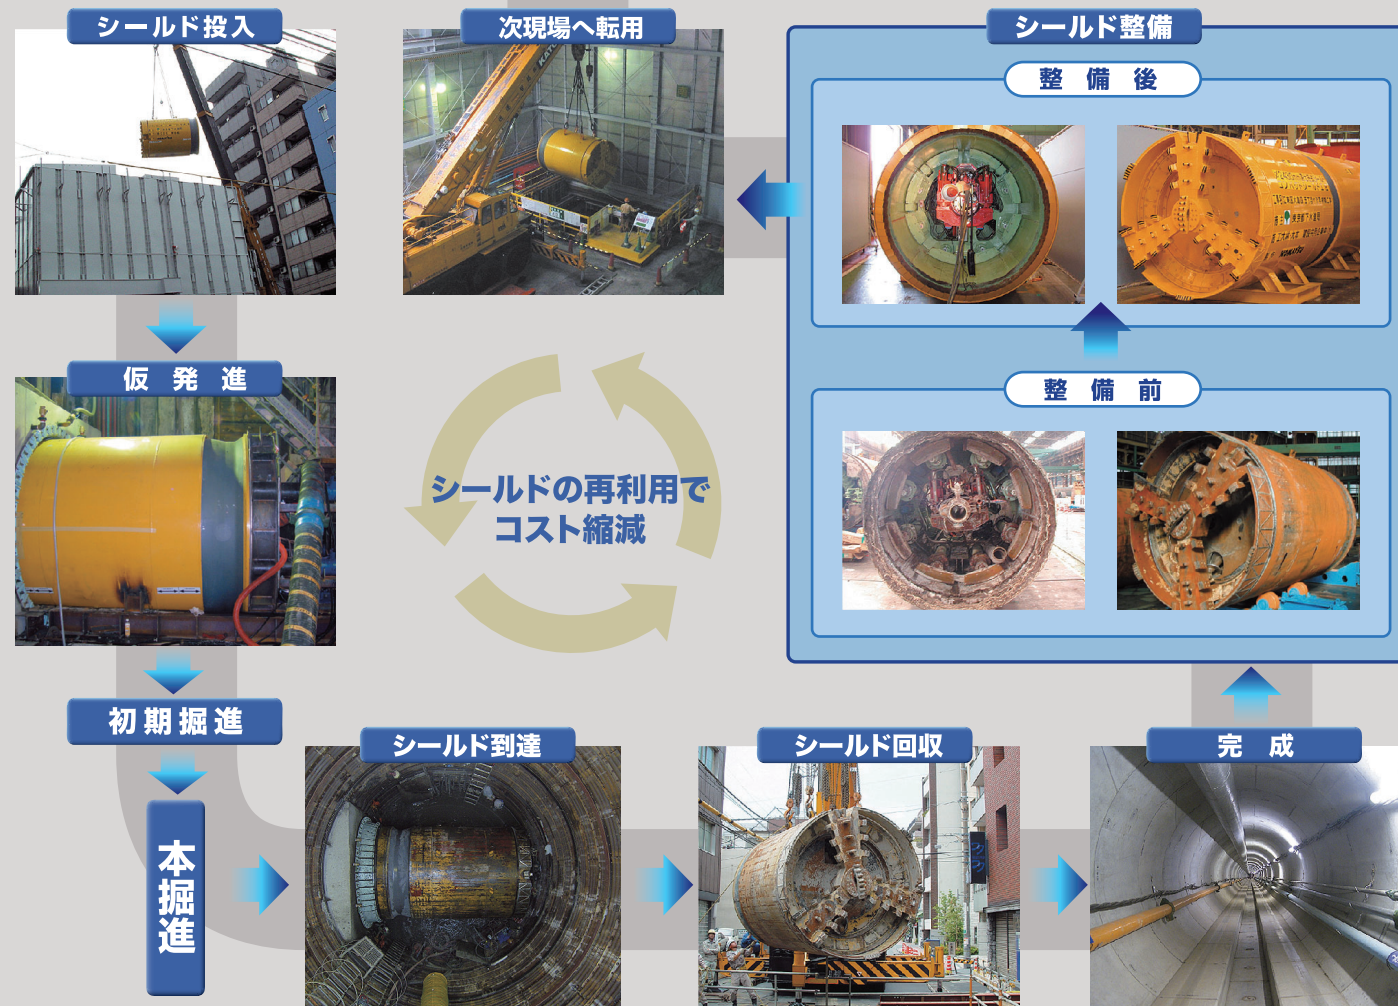 シールド投入
次現場へ転用
シールド整備
整備後
仮発進
整備前
シールドの再利用で
コスト縮減
初期掘進
本掘進
シールド到達
シールド回収
完成